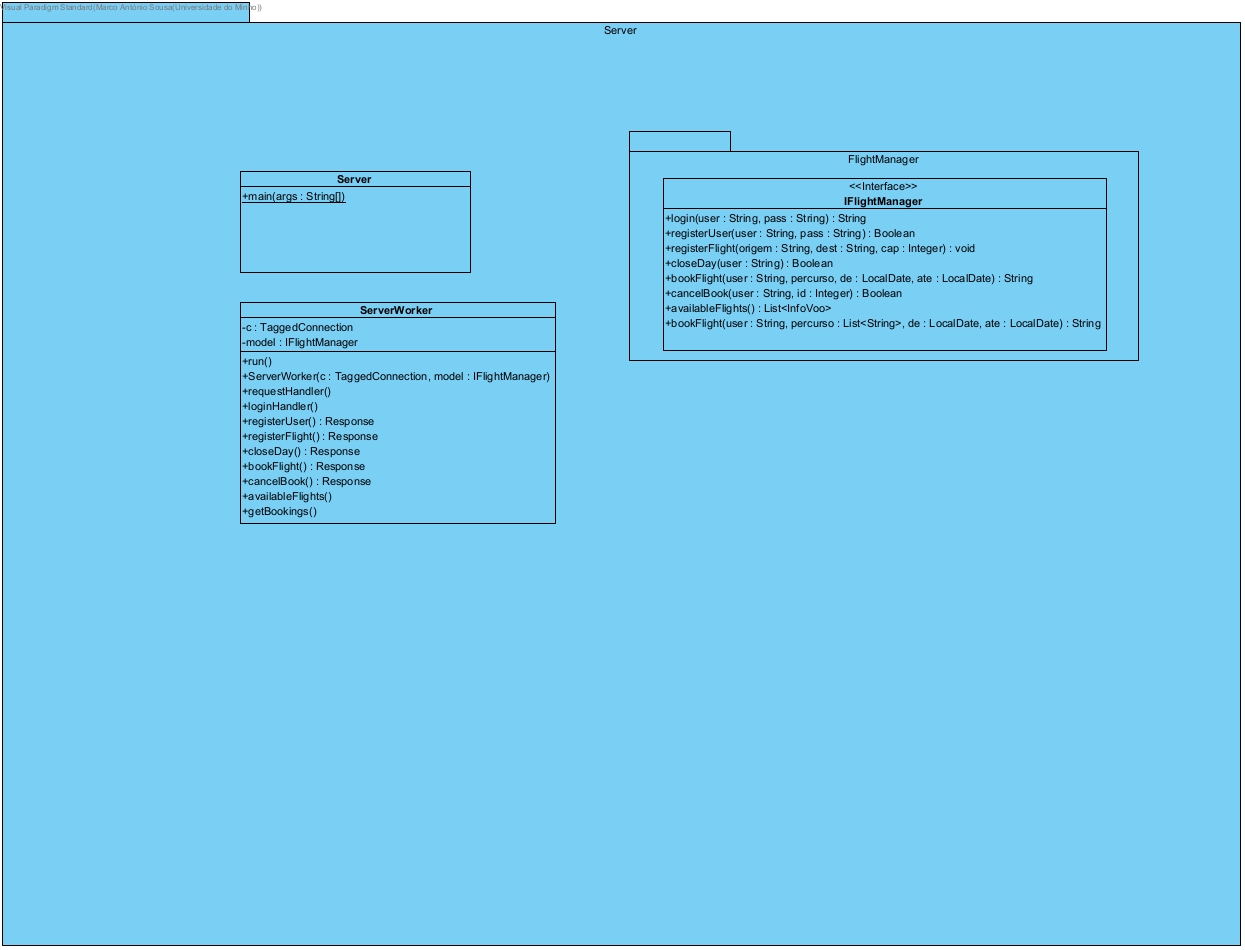 Visual Paradigm Standard(Marco António Sousa(Universidade do Minho))
Server
Server
+main(args : String[])
ServerWorker
-c : TaggedConnection
-model : IFlightManager
+run()
+ServerWorker(c : TaggedConnection, model : IFlightManager)
+requestHandler()
+loginHandler()
+registerUser() : Response
+registerFlight() : Response
+closeDay() : Response
+bookFlight() : Response
+cancelBook() : Response
+availableFlights()
+getBookings()
FlightManager
<<Interface>>
IFlightManager
+login(user : String, pass : String) : String
+registerUser(user : String, pass : String) : Boolean
+registerFlight(origem : String, dest : String, cap : Integer) : void
+closeDay(user : String) : Boolean
+bookFlight(user : String, percurso, de : LocalDate, ate : LocalDate) : String
+cancelBook(user : String, id : Integer) : Boolean
+availableFlights() : List<InfoVoo>
+bookFlight(user : String, percurso : List<String>, de : LocalDate, ate : LocalDate) : String